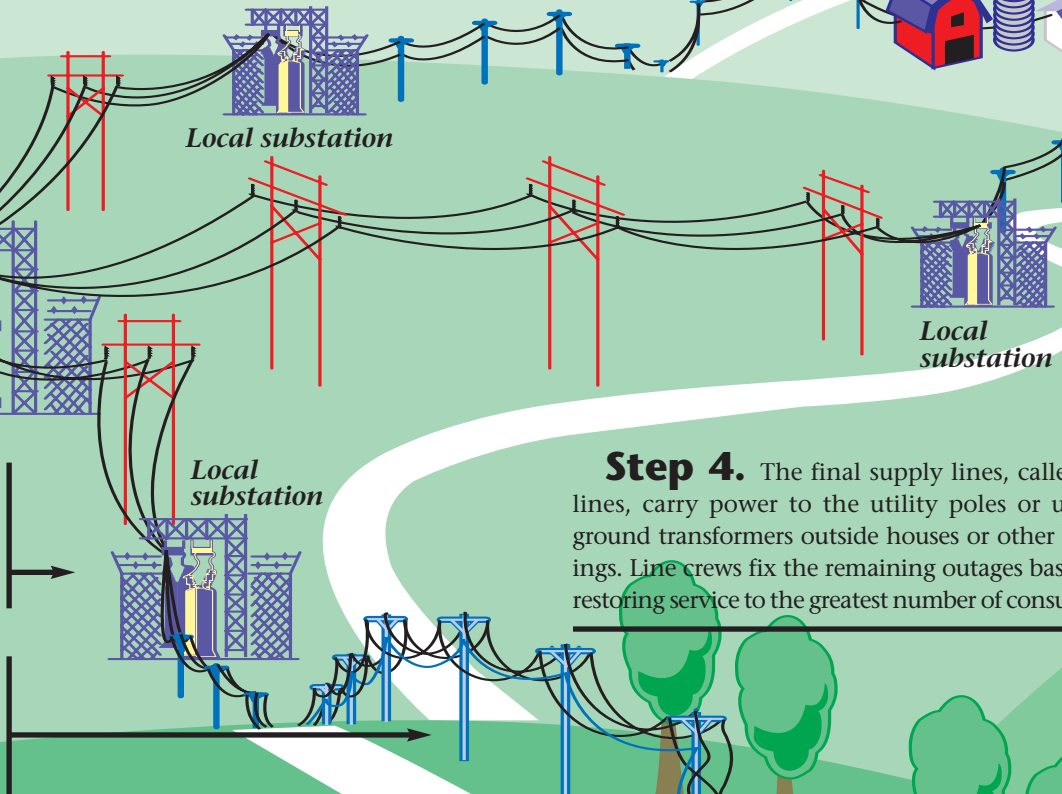 Local substation
Local
substation
Local
substation
Step 4. The final supply lines, calle
lines, carry power to the utility poles or u
ground transformers outside houses or other
ings. Line crews fix the remaining outages bas
restoring service to the greatest number of consu